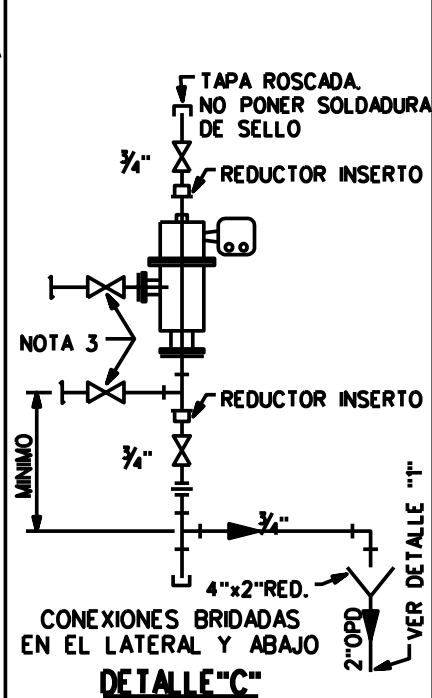 TAPA ROSCADA.
NO PONER SOLDADURA
DE SELLO
3/4"
REDUCTOR INSERTO
NOTA 3
REDUCTOR INSERTO
3/4"
MINIMO
3/4"
4"x2"RED.
2"OPD
VER DETALLE "1"
CONEXIONES BRIDADAS
EN EL LATERAL Y ABAJO
DETALLE"C"